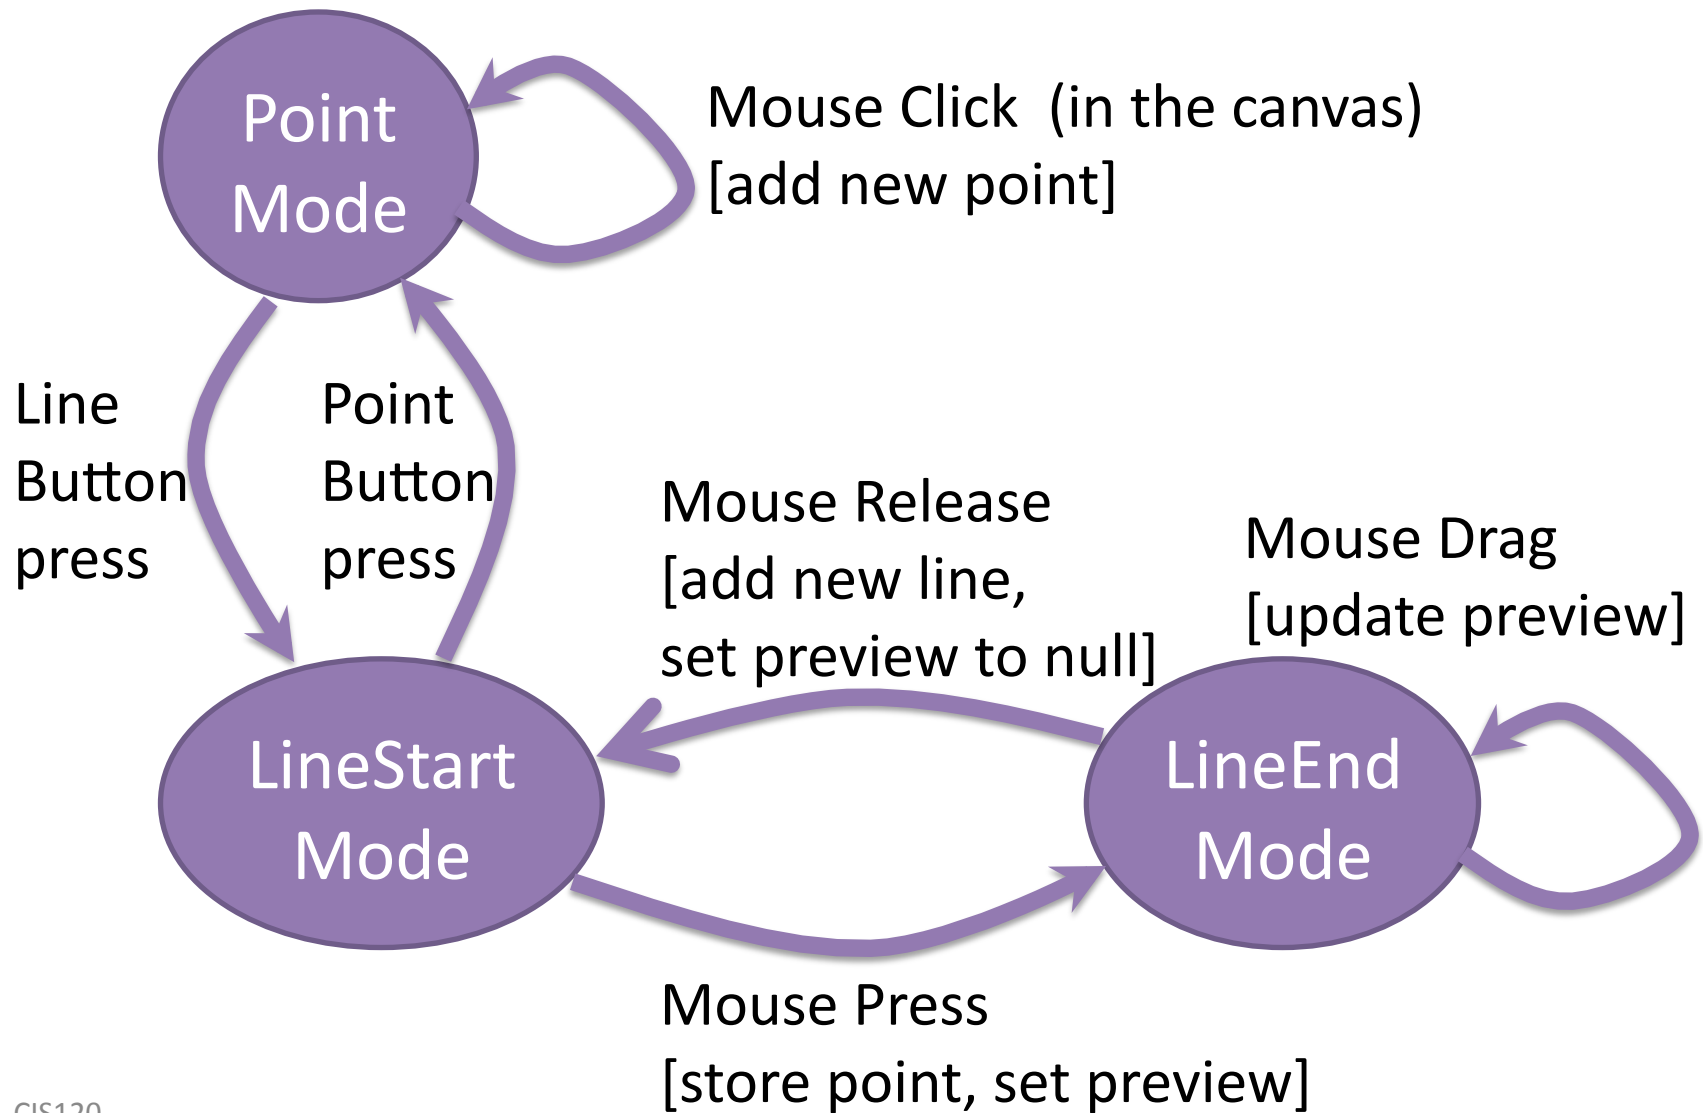 Point
Mode
Mouse Click  (in the canvas)
[add new point]
Line
Button
press
Point
Button
press
Mouse Release
[add new line,
set preview to null]
Mouse Drag
[update preview]
LineStart
Mode
LineEnd
Mode
Mouse Press
[store point, set preview]
CIS120